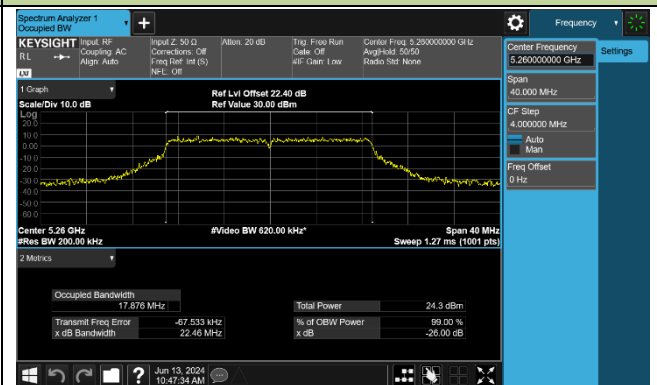 Spectrum Analyzer 1
Occupied BW
Frequency
KEYSIGHT
RL
LXI
Input: RF
Coupling: AC
Align: Auto
Input Z: 50 Ω
Corrections: Off
Freq Ref: Int (S)
NFE: Off
Atten: 20 dB
Trig: Free Run
Gate: Off
#IF Gain: Low
Center Freq: 5.260000000 GHz
Avg|Hold: 50/50
Radio Std: None
Center Frequency
5.260000000 GHz
Settings
Span
40.000 MHz
CF Step
4.000000 MHz
Auto
Man
Freq Offset
0 Hz
1 Graph
Scale/Div 10.0 dB
Ref Lvl Offset 22.40 dB
Ref Value 30.00 dBm
Log
20.0
10.0
0.00
-10.0
-20.0
-30.0
-40.0
-50.0
-60.0
Center 5.26 GHz
#Video BW 620.00 kHz*
Span 40 MHz
#Res BW 200.00 kHz
Sweep 1.27 ms (1001 pts)
2 Metrics
Occupied Bandwidth
17.876 MHz
Total Power 24.3 dBm
Transmit Freq Error -67.533 kHz
% of OBW Power 99.00 %
x dB Bandwidth 22.46 MHz
x dB -26.00 dB
?
Jun 13, 2024
10:47:34 AM